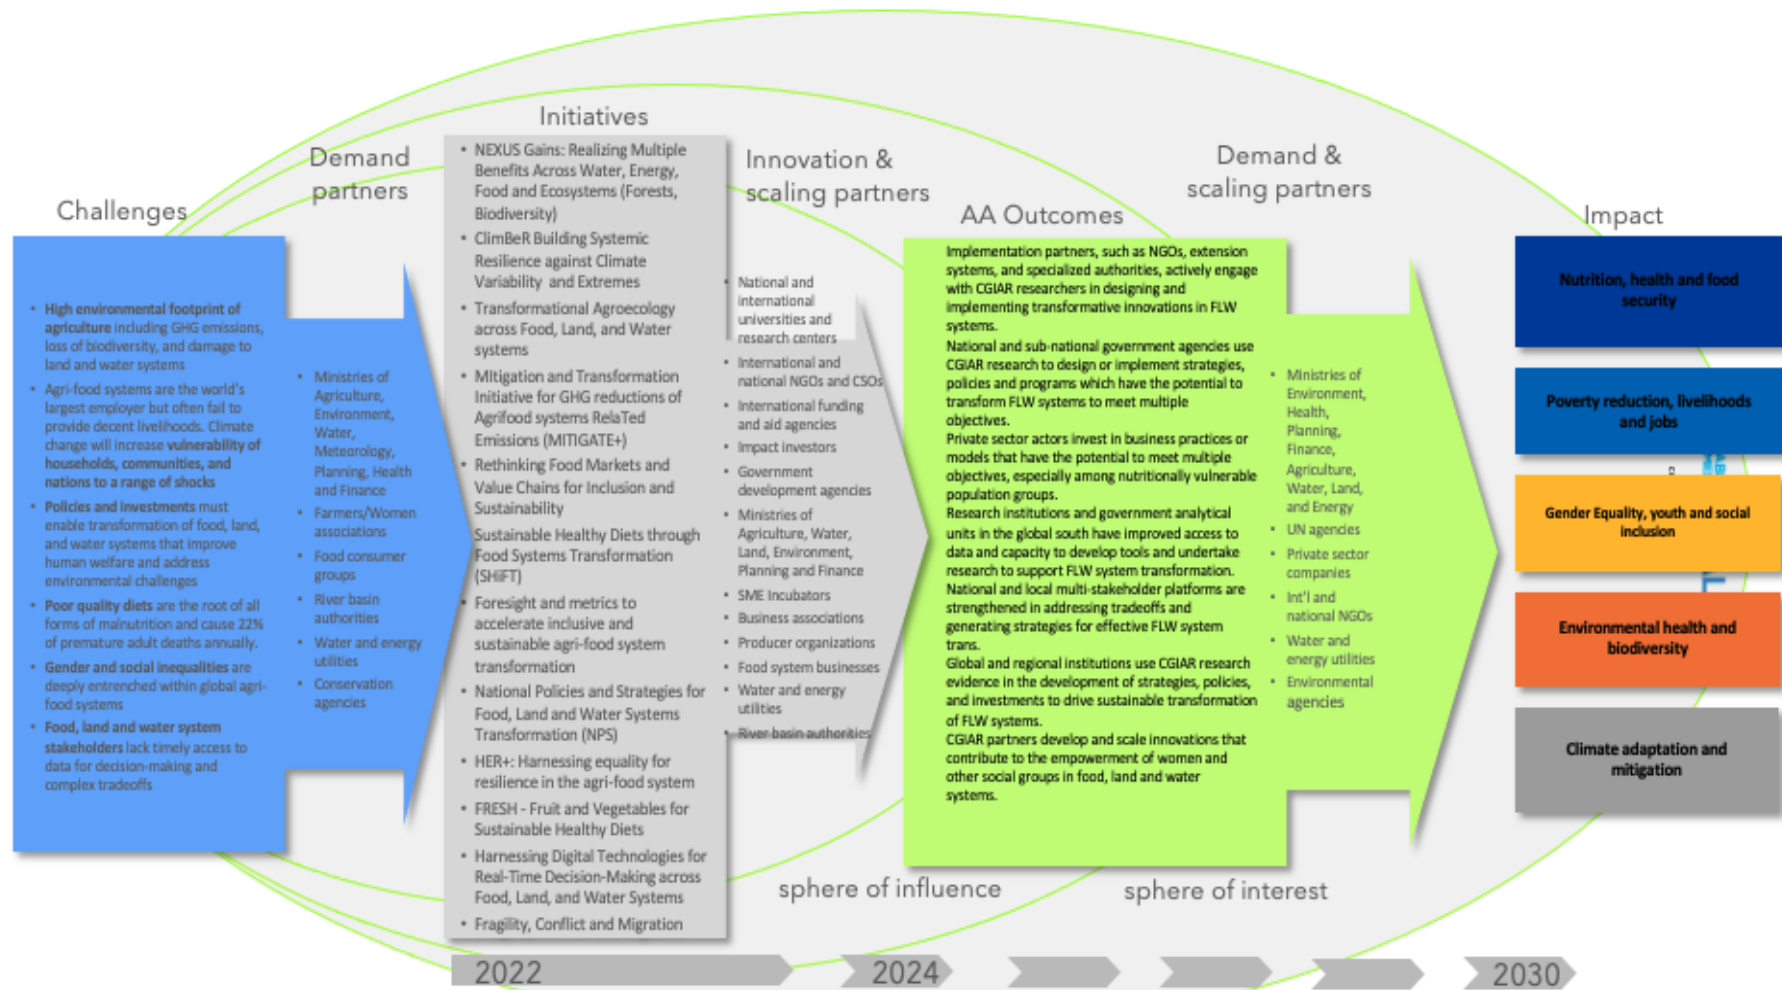 Challenges
• High environmental footprint of
agriculture including GHG emissions,
loss of biodiversity, and damage to
land and water systems
• Agri-food systems are the world's
largest employer but often fail to
provide decent livelihoods. Climate
change will increase vulnerability of
households, communities, and
nations to a range of shocks
• Policies and investments must
enable transformation of food, land,
and water systems that improve
human welfare and address
environmental challenges
• Poor quality diets are the root of all
forms of malnutrition and cause 22%
of premature adult deaths annually.
• Gender and social inequalities are
deeply entrenched within global agri-
food systems
• Food, land and water system
stakeholders lack timely access to
data for decision-making and
complex tradeoffs
Demand
partners
• Ministries of
Agriculture,
Environment,
Water,
Meteorology,
Planning, Health
and Finance
• Farmers/Women
associations
• Food consumer
groups
• River basin
authorities
• Water and energy
utilities
• Conservation
agencies
Initiatives
• NEXUS Gains: Realizing Multiple
Benefits Across Water, Energy,
Food and Ecosystems (Forests,
Biodiversity)
• ClimBeR Building Systemic
Resilience against Climate
Variability and Extremes
• Transformational Agroecology
across Food, Land, and Water
systems
• MItigation and Transformation
Initiative for GHG reductions of
Agrifood systems RelaTed
Emissions (MITIGATE+)
• Rethinking Food Markets and
Value Chains for Inclusion and
Sustainability
• Sustainable Healthy Diets through
Food Systems Transformation
(SHiFT)
• Foresight and metrics to
accelerate inclusive and
sustainable agri-food system
transformation
• National Policies and Strategies for
Food, Land and Water Systems
Transformation (NPS)
• HER+: Harnessing equality for
resilience in the agri-food system
• FRESH - Fruit and Vegetables for
Sustainable Healthy Diets
• Harnessing Digital Technologies for
Real-Time Decision-Making across
Food, Land, and Water Systems
• Fragility, Conflict and Migration
Innovation &
scaling partners
• National and
international
universities and
research centers
• International and
national NGOs and CSOs
• International funding
and aid agencies
• Impact investors
• Government
development agencies
• Ministries of
Agriculture, Water,
Land, Environment,
Planning and Finance
• SME Incubators
• Business associations
• Producer organizations
• Food system businesses
• Water and energy
utilities
• River basin authorities
AA Outcomes
Implementation partners, such as NGOs, extension
systems, and specialized authorities, actively engage
with CGIAR researchers in designing and
implementing transformative innovations in FLW
systems.
National and sub-national government agencies use
CGIAR research to design or implement strategies,
policies and programs which have the potential to
transform FLW systems to meet multiple
objectives.
Private sector actors invest in business practices or
models that have the potential to meet multiple
objectives, especially among nutritionally vulnerable
population groups.
Research institutions and government analytical
units in the global south have improved access to
data and capacity to develop tools and undertake
research to support FLW system transformation.
National and local multi-stakeholder platforms are
strengthened in addressing tradeoffs and
generating strategies for effective FLW system
trans.
Global and regional institutions use CGIAR research
evidence in the development of strategies, policies,
and investments to drive sustainable transformation
of FLW systems.
CGIAR partners develop and scale innovations that
contribute to the empowerment of women and
other social groups in food, land and water
systems.
Demand &
scaling partners
• Ministries of
Environment,
Health,
Planning,
Finance,
Agriculture,
Water, Land,
and Energy
• UN agencies
• Private sector
companies
• Int'l and
national NGOs
• Water and
energy utilities
• Environmental
agencies
Impact
Nutrition, health and food
security
Poverty reduction, livelihoods
and jobs
Gender Equality, youth and social
inclusion
Environmental health and
biodiversity
Climate adaptation and
mitigation
sphere of influence
sphere of interest
2022
2024
2030